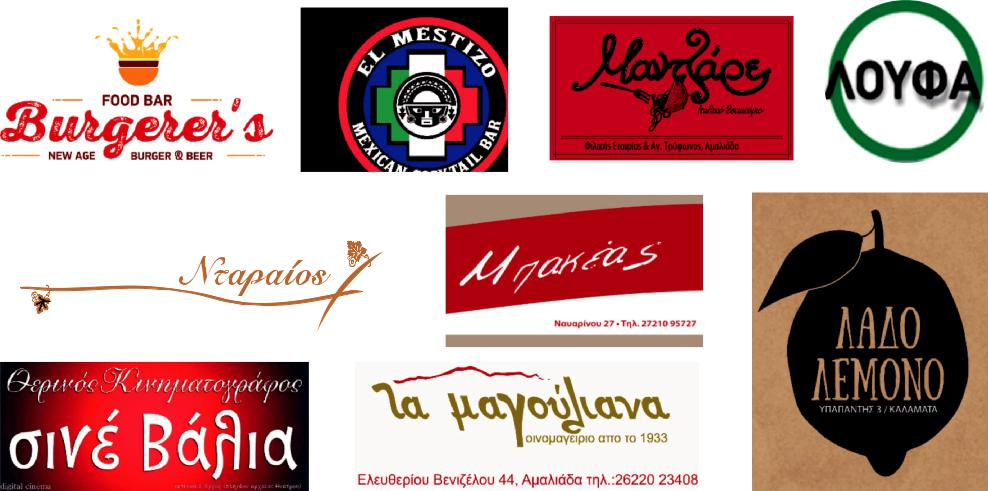 FOOD BAR
Burgerer's
NEW AGE BURGER & BEER
EL MESTIZO
MEXICAN COCKTAIL BAR
Μαντζάρε
Ιταλικό Εστιατόριο
Φιλικής Εταιρίας & Αγ. Τρύφωνος, Αμαλιάδα
ΛΟΥΦΑ
Νταραίος
Μπακέας
Ναυαρίνου 27 • Τηλ. 27210 95727
ΛΑΔΟ
ΛΕΜΟΝΟ
ΥΠΑΠΑΝΤΗΣ 3 / ΚΑΛΑΜΑΤΑ
Θερινός Κινηματογράφος
σινέ Βάλια
digital cinema
τα μαγούλιανα
οινομαγειρίο απο το 1933
Ελευθερίου Βενιζέλου 44, Αμαλιάδα τηλ.:26220 23408